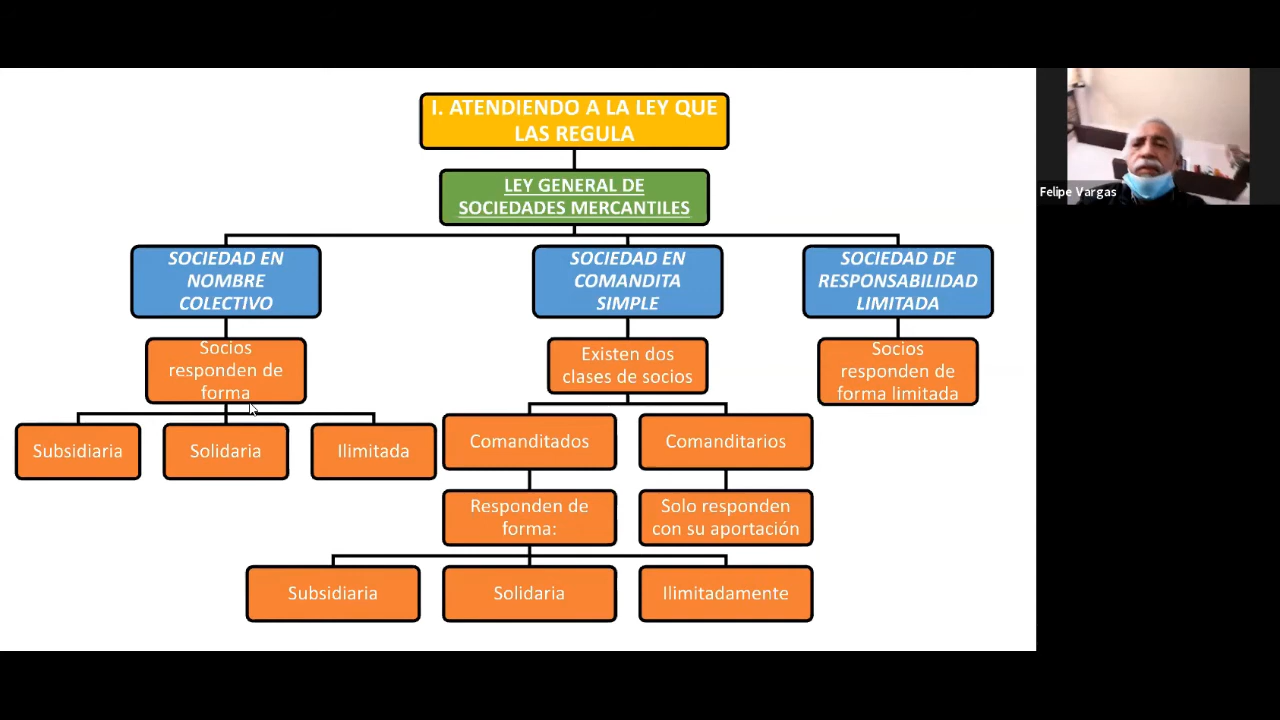 I. ATENDIENDO A LA LEY QUE
LAS REGULA
LEY GENERAL DE
SOCIEDADES MERCANTILES
SOCIEDAD EN
NOMBRE
COLECTIVO
SOCIEDAD EN
COMANDITA
SIMPLE
SOCIEDAD DE
RESPONSABILIDAD
LIMITADA
Socios
responden de
forma
Existen dos
clases de socios
Socios
responden de
forma limitada
Subsidiaria
Solidaria
Ilimitada
Comanditados
Comanditarios
Responden de
forma:
Solo responden
con su aportación
Subsidiaria
Solidaria
Ilimitadamente
Felipe Vargas